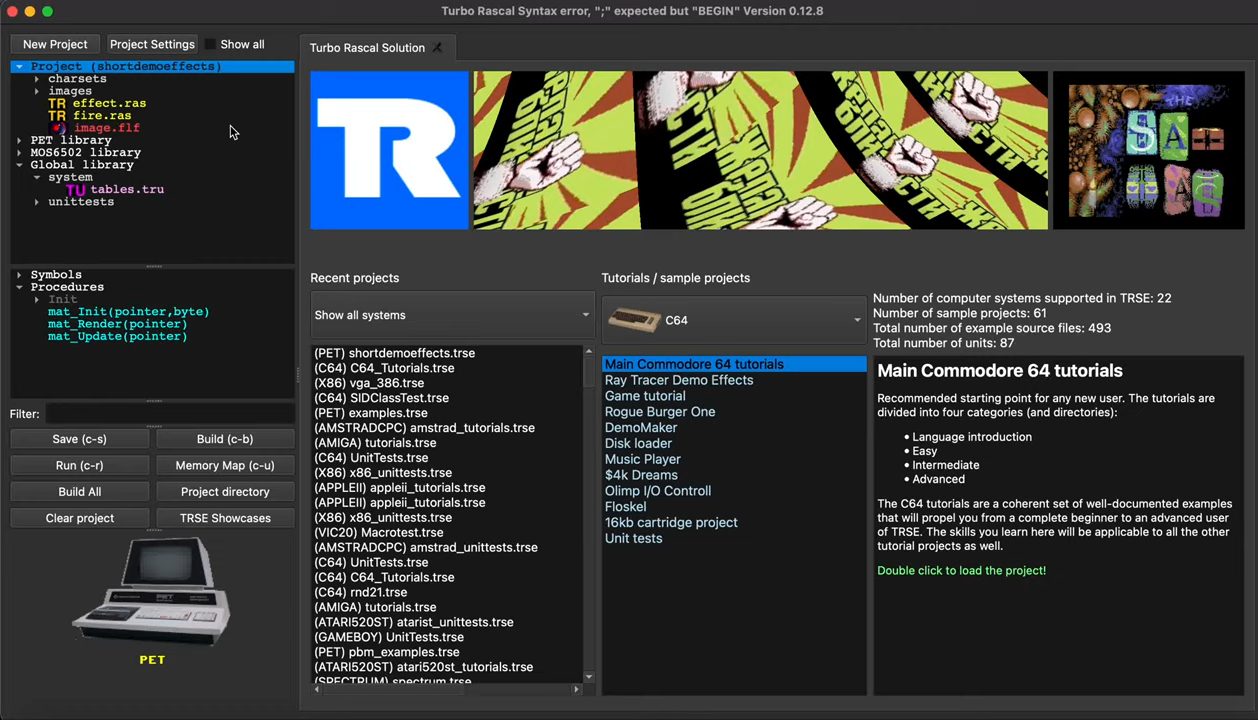 Turbo Rascal Syntax error, ";" expected but "BEGIN" Version 0.12.8
New Project
Project Settings
Show all
Project (shortdemoeffects)
charsets
images
TR effect.ras
TR fire.ras
image.flf
PET library
MOS6502 library
Global library
system
TU tables.tru
unittests
Symbols
Procedures
Init
mat_Init(pointer,byte)
mat_Render(pointer)
mat_Update(pointer)
Filter:
Save (c-s)
Build (c-b)
Run (c-r)
Memory Map (c-u)
Build All
Project directory
Clear project
TRSE Showcases
PET
Turbo Rascal Solution
TR
Recent projects
Show all systems
(PET) shortdemoeffects.trse
(C64) C64_Tutorials.trse
(X86) vga_386.trse
(C64) SIDClassTest.trse
(PET) examples.trse
(AMSTRADCPC) amstrad_tutorials.trse
(AMIGA) tutorials.trse
(C64) UnitTests.trse
(X86) x86_unittests.trse
(APPLEII) appleii_tutorials.trse
(APPLEII) appleii_tutorials.trse
(X86) x86_unittests.trse
(VIC20) Macrotest.trse
(AMSTRADCPC) amstrad_unittests.trse
(C64) UnitTests.trse
(C64) C64_Tutorials.trse
(C64) rnd21.trse
(AMIGA) tutorials.trse
(ATARI520ST) atarist_unittests.trse
(GAMEBOY) UnitTests.trse
(PET) pbm_examples.trse
(ATARI520ST) atari520st_tutorials.trse
(SPECTRUM) spectrum.trse
Tutorials / sample projects
C64
Main Commodore 64 tutorials
Ray Tracer Demo Effects
Game tutorial
Rogue Burger One
DemoMaker
Disk loader
Music Player
$4k Dreams
Olimp I/O Controll
Floskel
16kb cartridge project
Unit tests
Number of computer systems supported in TRSE: 22
Number of sample projects: 61
Total number of example source files: 493
Total number of units: 87
Main Commodore 64 tutorials
Recommended starting point for any new user. The tutorials are
divided into four categories (and directories):
• Language introduction
• Easy
• Intermediate
• Advanced
The C64 tutorials are a coherent set of well-documented examples
that will propel you from a complete beginner to an advanced user
of TRSE. The skills you learn here will be applicable to all the other
tutorial projects as well.
Double click to load the project!